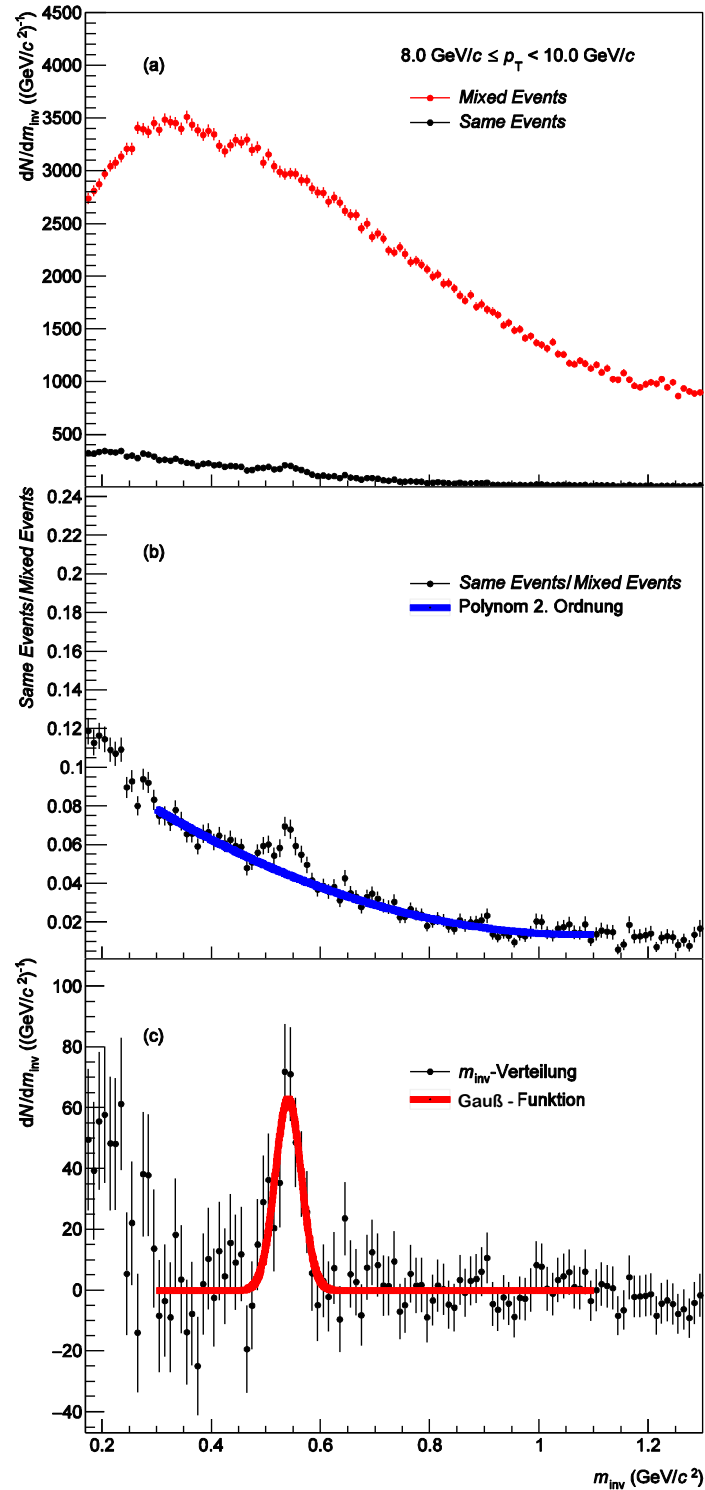 4500
4000
3500
3000
2500
2000
1500
1000
500
dN/dm_inv ((GeV/c²)⁻¹)
(a)
8.0 GeV/c ≤ p_T < 10.0 GeV/c
Mixed Events
Same Events
0.24
0.22
0.2
0.18
0.16
0.14
0.12
0.1
0.08
0.06
0.04
0.02
Same Events/Mixed Events
(b)
Same Events/Mixed Events
Polynom 2. Ordnung
100
80
60
40
20
0
−20
−40
dN/dm_inv ((GeV/c²)⁻¹)
(c)
m_inv-Verteilung
Gauß - Funktion
0.2 0.4 0.6 0.8 1 1.2
m_inv (GeV/c²)